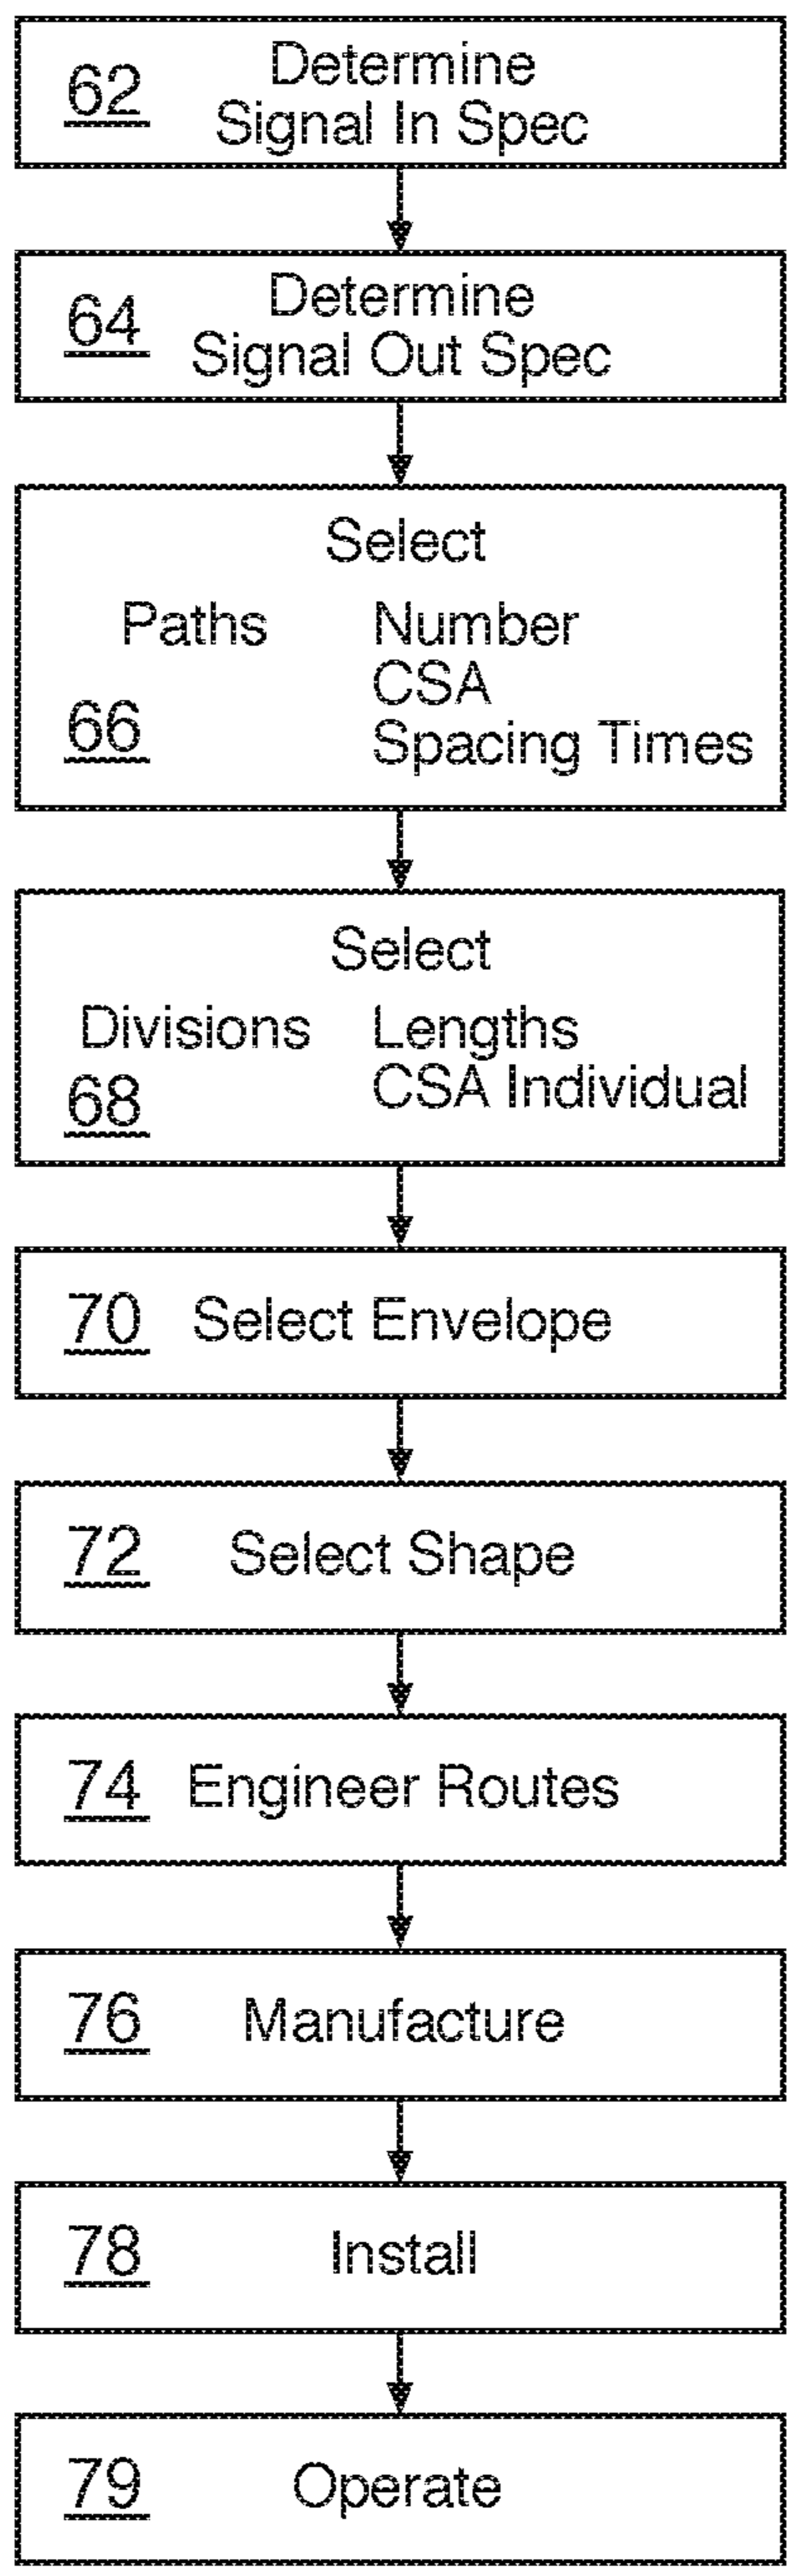 62 Determine
Signal In Spec
64 Determine
Signal Out Spec
Select
Paths Number
CSA
66 Spacing Times
Select
Divisions Lengths
68 CSA Individual
70 Select Envelope
72 Select Shape
74 Engineer Routes
76 Manufacture
78 Install
79 Operate